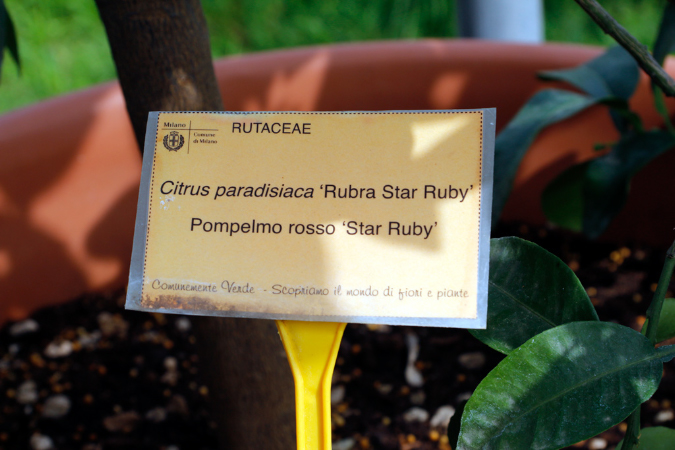 Milano
Comune
di Milano
RUTACEAE
Citrus paradisiaca ‘Rubra Star Ruby’
Pompelmo rosso ‘Star Ruby’
Comunemente Verde - Scopriamo il mondo di fiori e piante